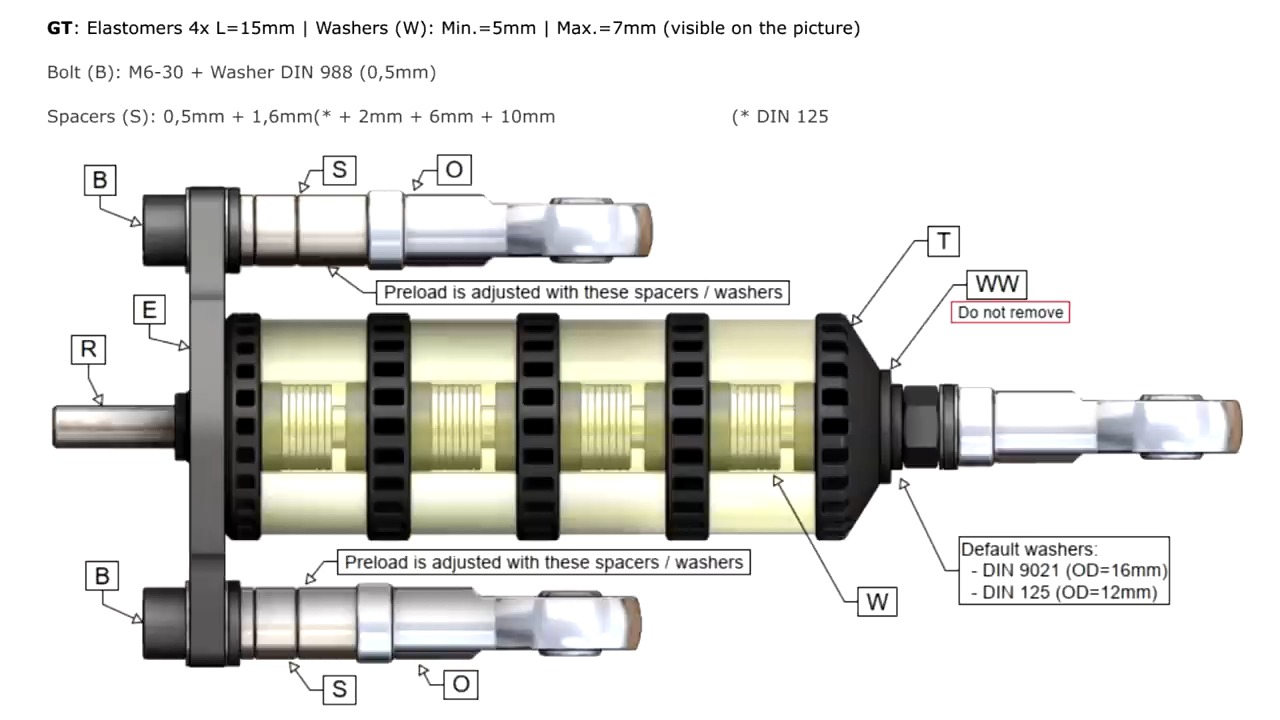 GT: Elastomers 4x L=15mm | Washers (W): Min.=5mm | Max.=7mm (visible on the picture)
Bolt (B): M6-30 + Washer DIN 988 (0,5mm)
Spacers (S): 0,5mm + 1,6mm(* + 2mm + 6mm + 10mm (* DIN 125
B
S
O
T
Preload is adjusted with these spacers / washers
WW
Do not remove
E
R
Preload is adjusted with these spacers / washers
Default washers:
- DIN 9021 (OD=16mm)
- DIN 125 (OD=12mm)
B
W
S
O